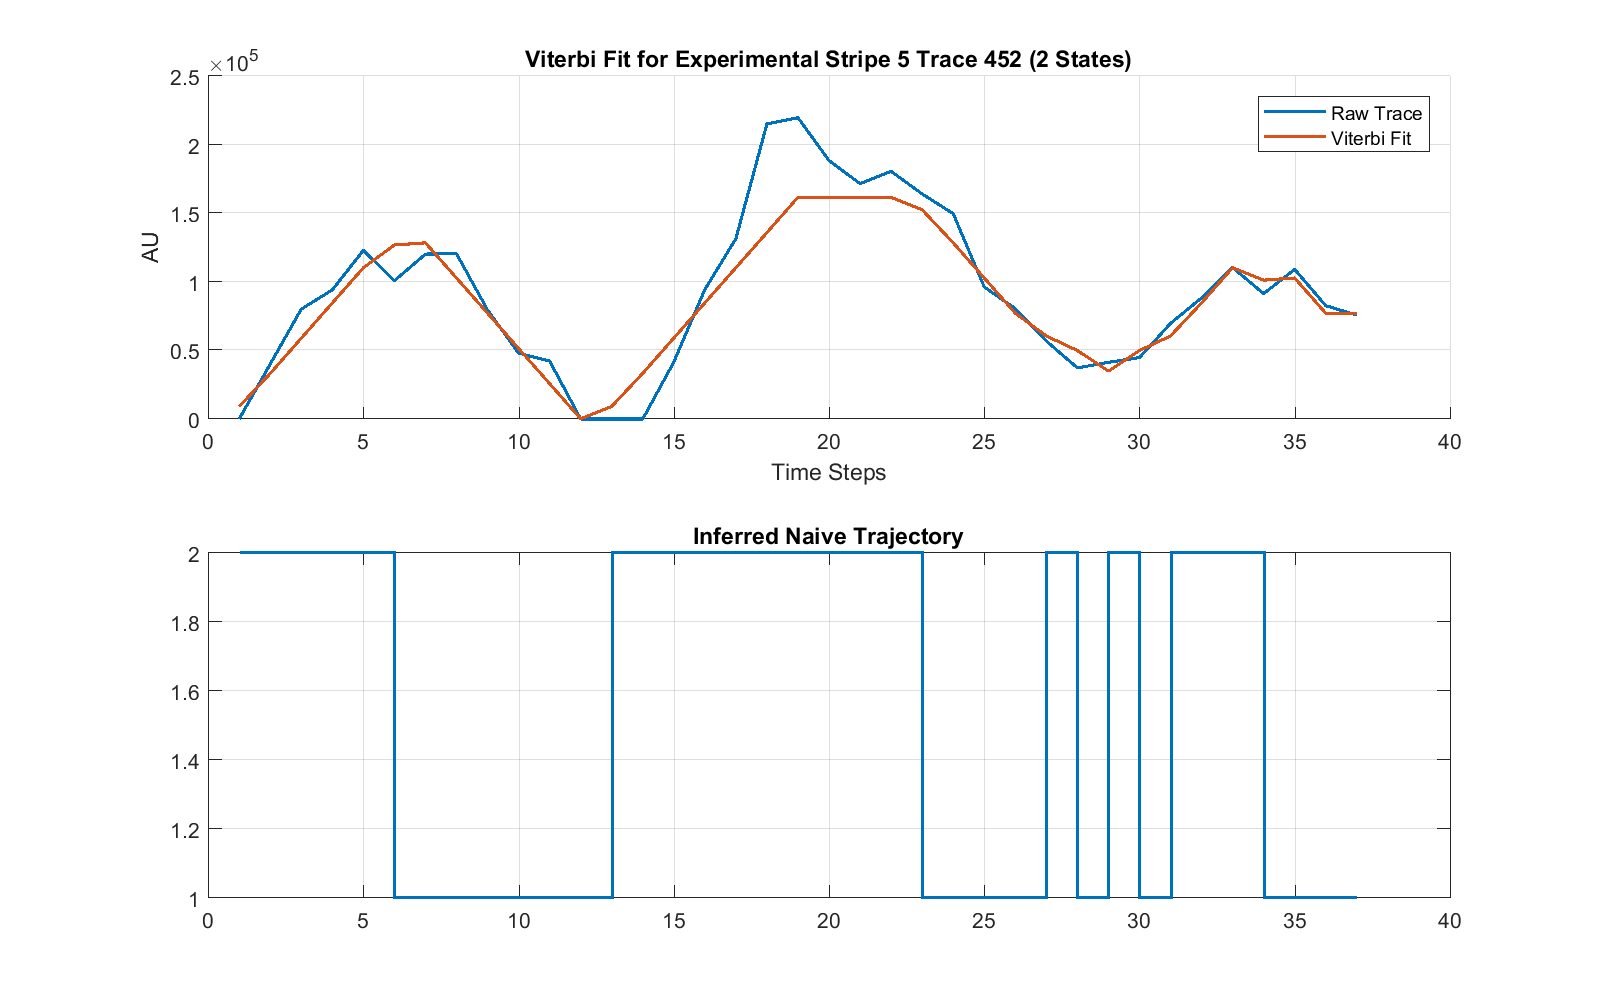 Viterbi Fit for Experimental Stripe 5 Trace 452 (2 States)
×10^5
2.5
2
1.5
1
0.5
0
AU
Raw Trace
Viterbi Fit
0 5 10 15 20 25 30 35 40
Time Steps
Inferred Naive Trajectory
2
1.8
1.6
1.4
1.2
1
0 5 10 15 20 25 30 35 40